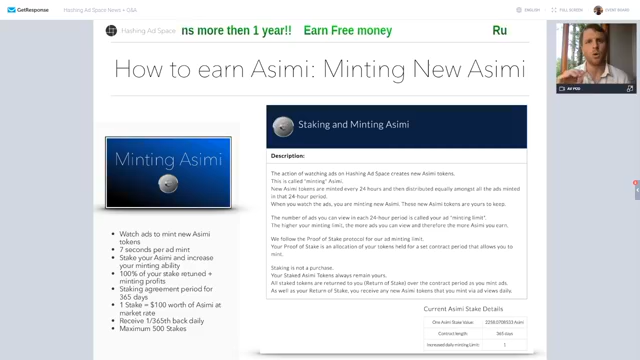 GetResponse
Hashing Ad Space News + Q&A
ENGLISH
FULL SCREEN
Hashing Ad Space
ns more then 1 year!! Earn Free money Ru
How to earn Asimi: Minting New Asimi
AV POD
Minting Asimi
• Watch ads to mint new Asimi
tokens
• 7 seconds per ad mint
• Stake your Asimi and increase
your minting ability
• 100% of your stake retuned +
minting profits
• Staking agreement period for
365 days
• 1 Stake = $100 worth of Asimi at
market rate
• Receive 1/365th back daily
• Maximum 500 Stakes
Staking and Minting Asimi
Description:
The action of watching ads on Hashing Ad Space creates new Asimi tokens.
This is called "minting" Asimi.
New Asimi tokens are minted every 24 hours and then distributed equally amongst all the ads minted
in that 24-hour period.
When you watch the ads, you are minting new Asimi. These new Asimi tokens are yours to keep.
The number of ads you can view in each 24-hour period is called your ad "minting limit".
The higher your minting limit, the more ads you can view and therefore the more Asimi you earn.
We follow the Proof of Stake protocol for our ad minting limit.
Your Proof of Stake is an allocation of your tokens held for a set contract period that allows you to
mint.
Staking is not a purchase.
Your Staked Asimi Tokens always remain yours.
All staked tokens are returned to you (Return of Stake) over the contract period as you mint ads.
As well as your Return of Stake, you receive any new Asimi tokens that you mint via ad views daily.
Current Asimi Stake Details
One Asimi Stake Value:
Contract length: 365 days
Increased daily minting Limit: 1